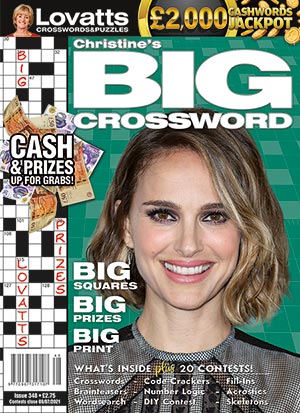 Lovatts
CROSSWORDS&PUZZLES
£2,000
CASHWORDS
JACKPOT
Christine's
BIG
CROSSWORD
BIG
CASH
& PRIZES
UP FOR GRABS!
PRIZES
LOVATTS
BIG
SQUARES
BIG
PRIZES
BIG
PRINT
WHAT'S INSIDE plus 20 CONTESTS!
Crosswords Code Crackers Fill-Ins
Brainteasers Number Logic Acrostics
Wordsearch DIY Contest Skeletons
Issue 348 • £2.75
Contests close 08/07/2021